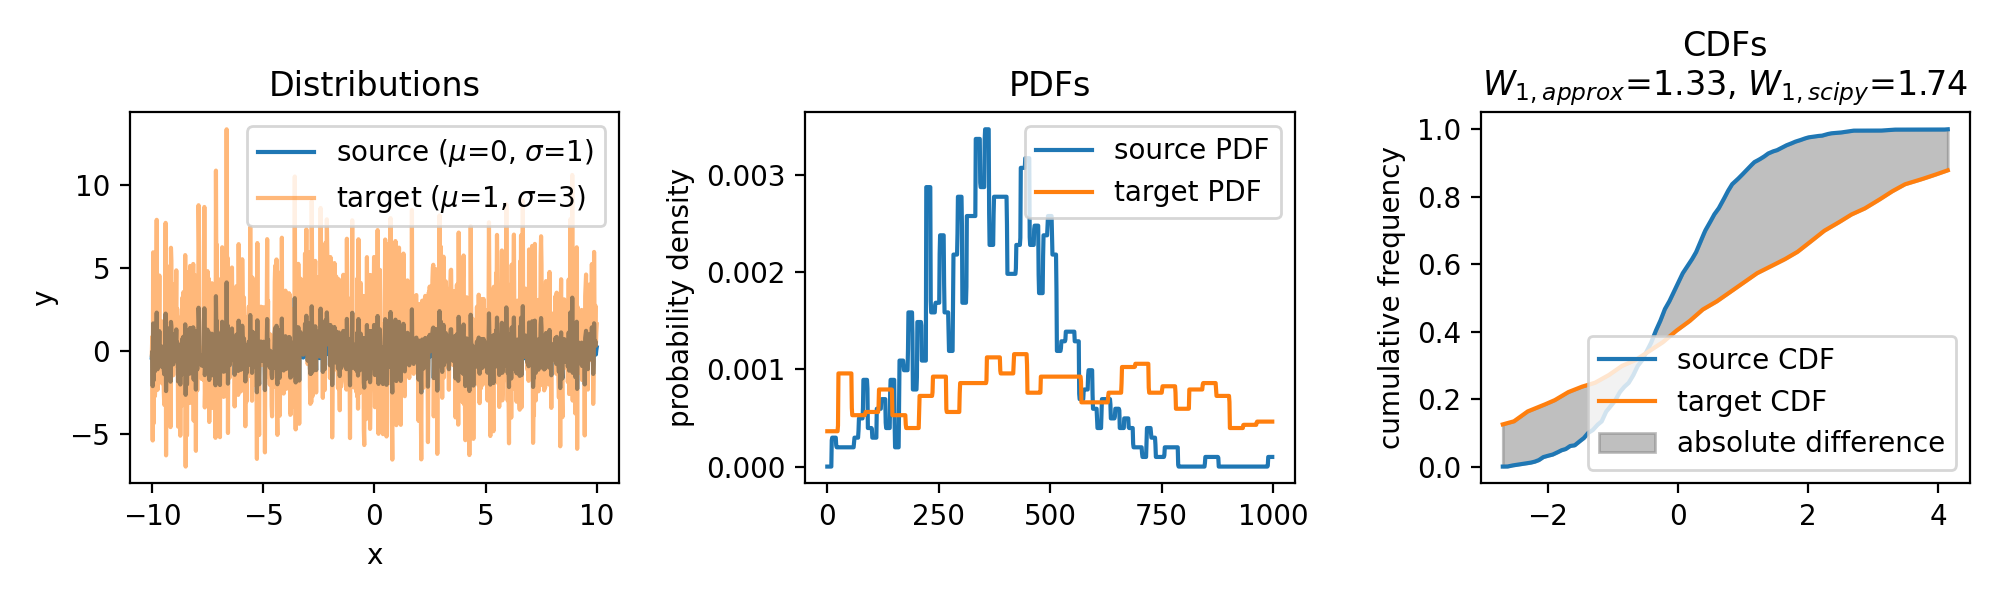 Distributions
source (μ=0, σ=1)
target (μ=1, σ=3)
10
5
0
−5
y
−10
−5
0
5
10
x
PDFs
source PDF
target PDF
0.003
0.002
0.001
0.000
probability density
0
250
500
750
1000
CDFs
W1,approx=1.33, W1,scipy=1.74
1.0
0.8
0.6
0.4
0.2
0.0
cumulative frequency
source CDF
target CDF
absolute difference
−2
0
2
4